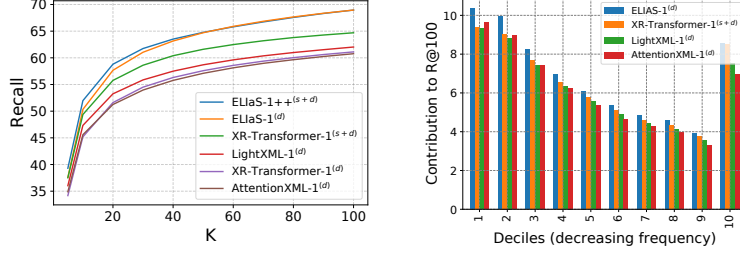 70
65
60
55
50
45
40
35
Recall
20
40
60
80
100
K
ELIaS-1++(s+d)
ELIaS-1(d)
XR-Transformer-1(s+d)
LightXML-1(d)
XR-Transformer-1(d)
AttentionXML-1(d)
10
8
6
4
2
0
Contribution to R@100
1
2
3
4
5
6
7
8
9
10
Deciles (decreasing frequency)
ELIAS-1(d)
XR-Transformer-1(s+d)
LightXML-1(d)
AttentionXML-1(d)